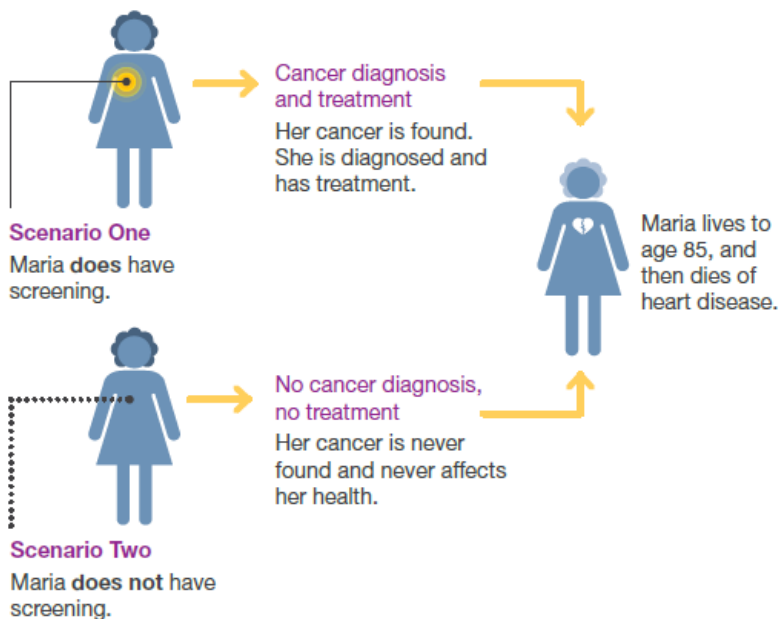 Cancer diagnosis
and treatment
Her cancer is found.
She is diagnosed and
has treatment.
Scenario One
Maria does have
screening.
Maria lives to
age 85, and
then dies of
heart disease.
No cancer diagnosis,
no treatment
Her cancer is never
found and never affects
her health.
Scenario Two
Maria does not have
screening.